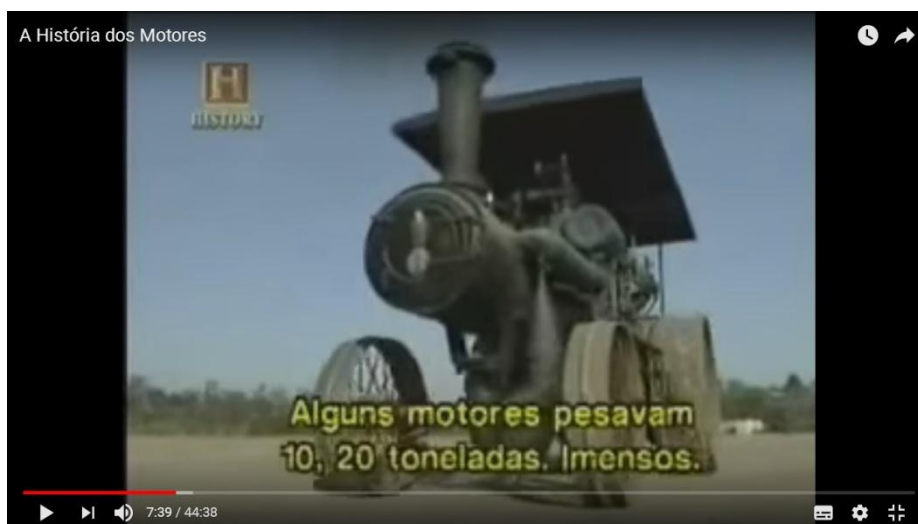 A História dos Motores
H
HISTORY
Alguns motores pesavam
10, 20 toneladas. Imensos.
7:39 / 44:38